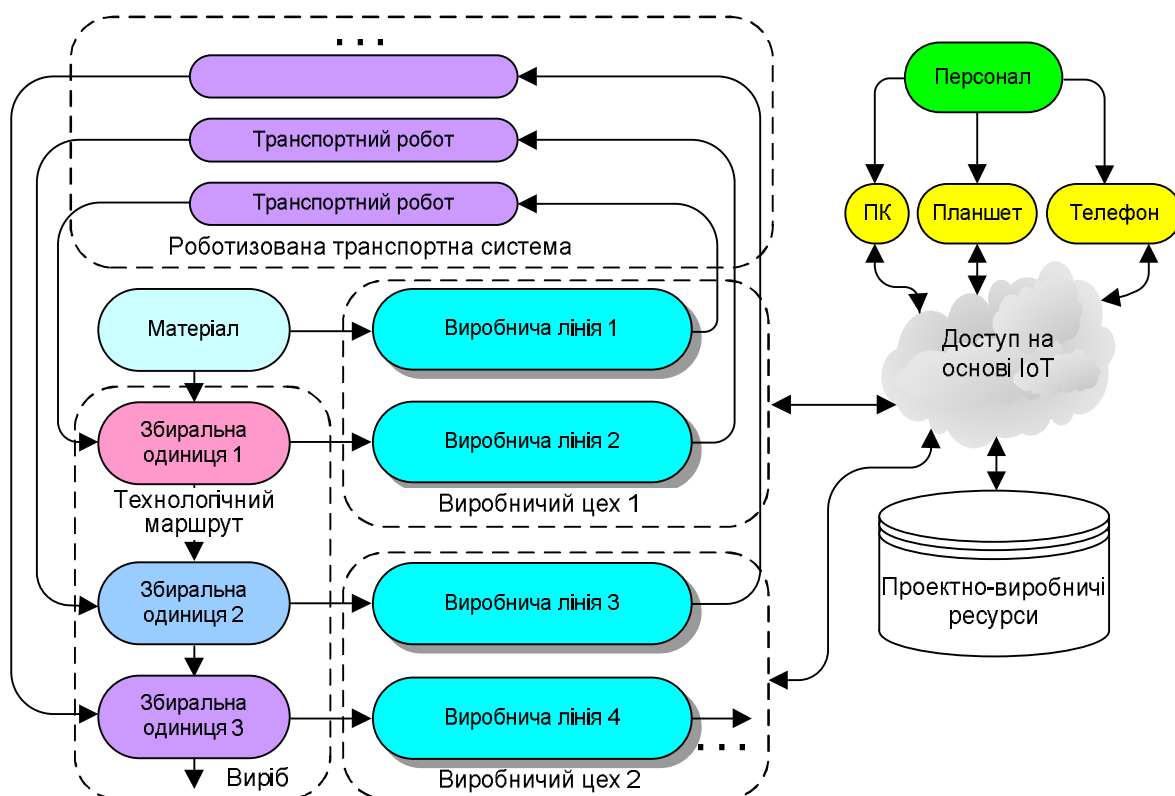 . . .
Транспортний робот
Транспортний робот
Роботизована транспортна система
Персонал
ПК
Планшет
Телефон
Матеріал
Виробнича лінія 1
Доступ на
основі IoT
Збиральна
одиниця 1
Виробнича лінія 2
Виробничий цех 1
Технологічний
маршрут
Збиральна
одиниця 2
Виробнича лінія 3
Проектно-виробничі
ресурси
Збиральна
одиниця 3
Виробнича лінія 4
. . .
Виріб
Виробничий цех 2